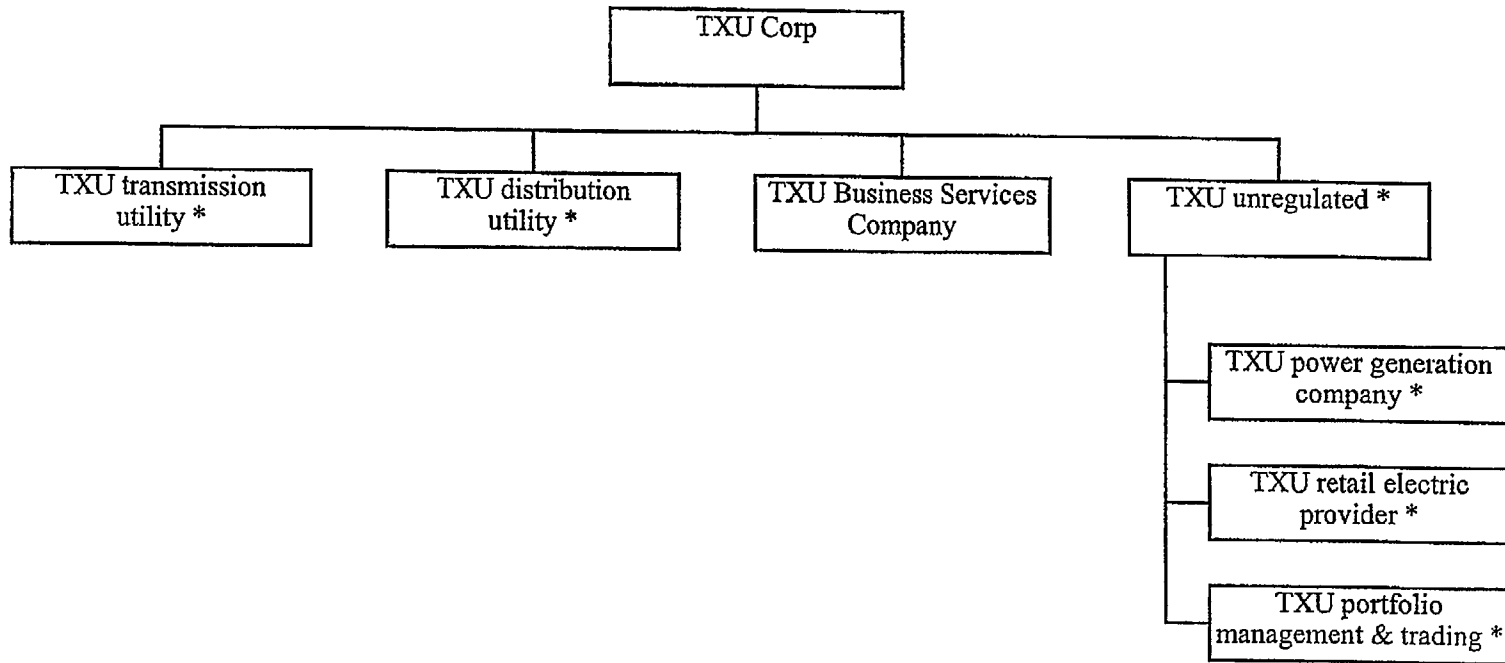 TXU Corp
TXU transmission
utility *
TXU distribution
utility *
TXU Business Services
Company
TXU unregulated *
TXU power generation
company *
TXU retail electric
provider *
TXU portfolio
management & trading *